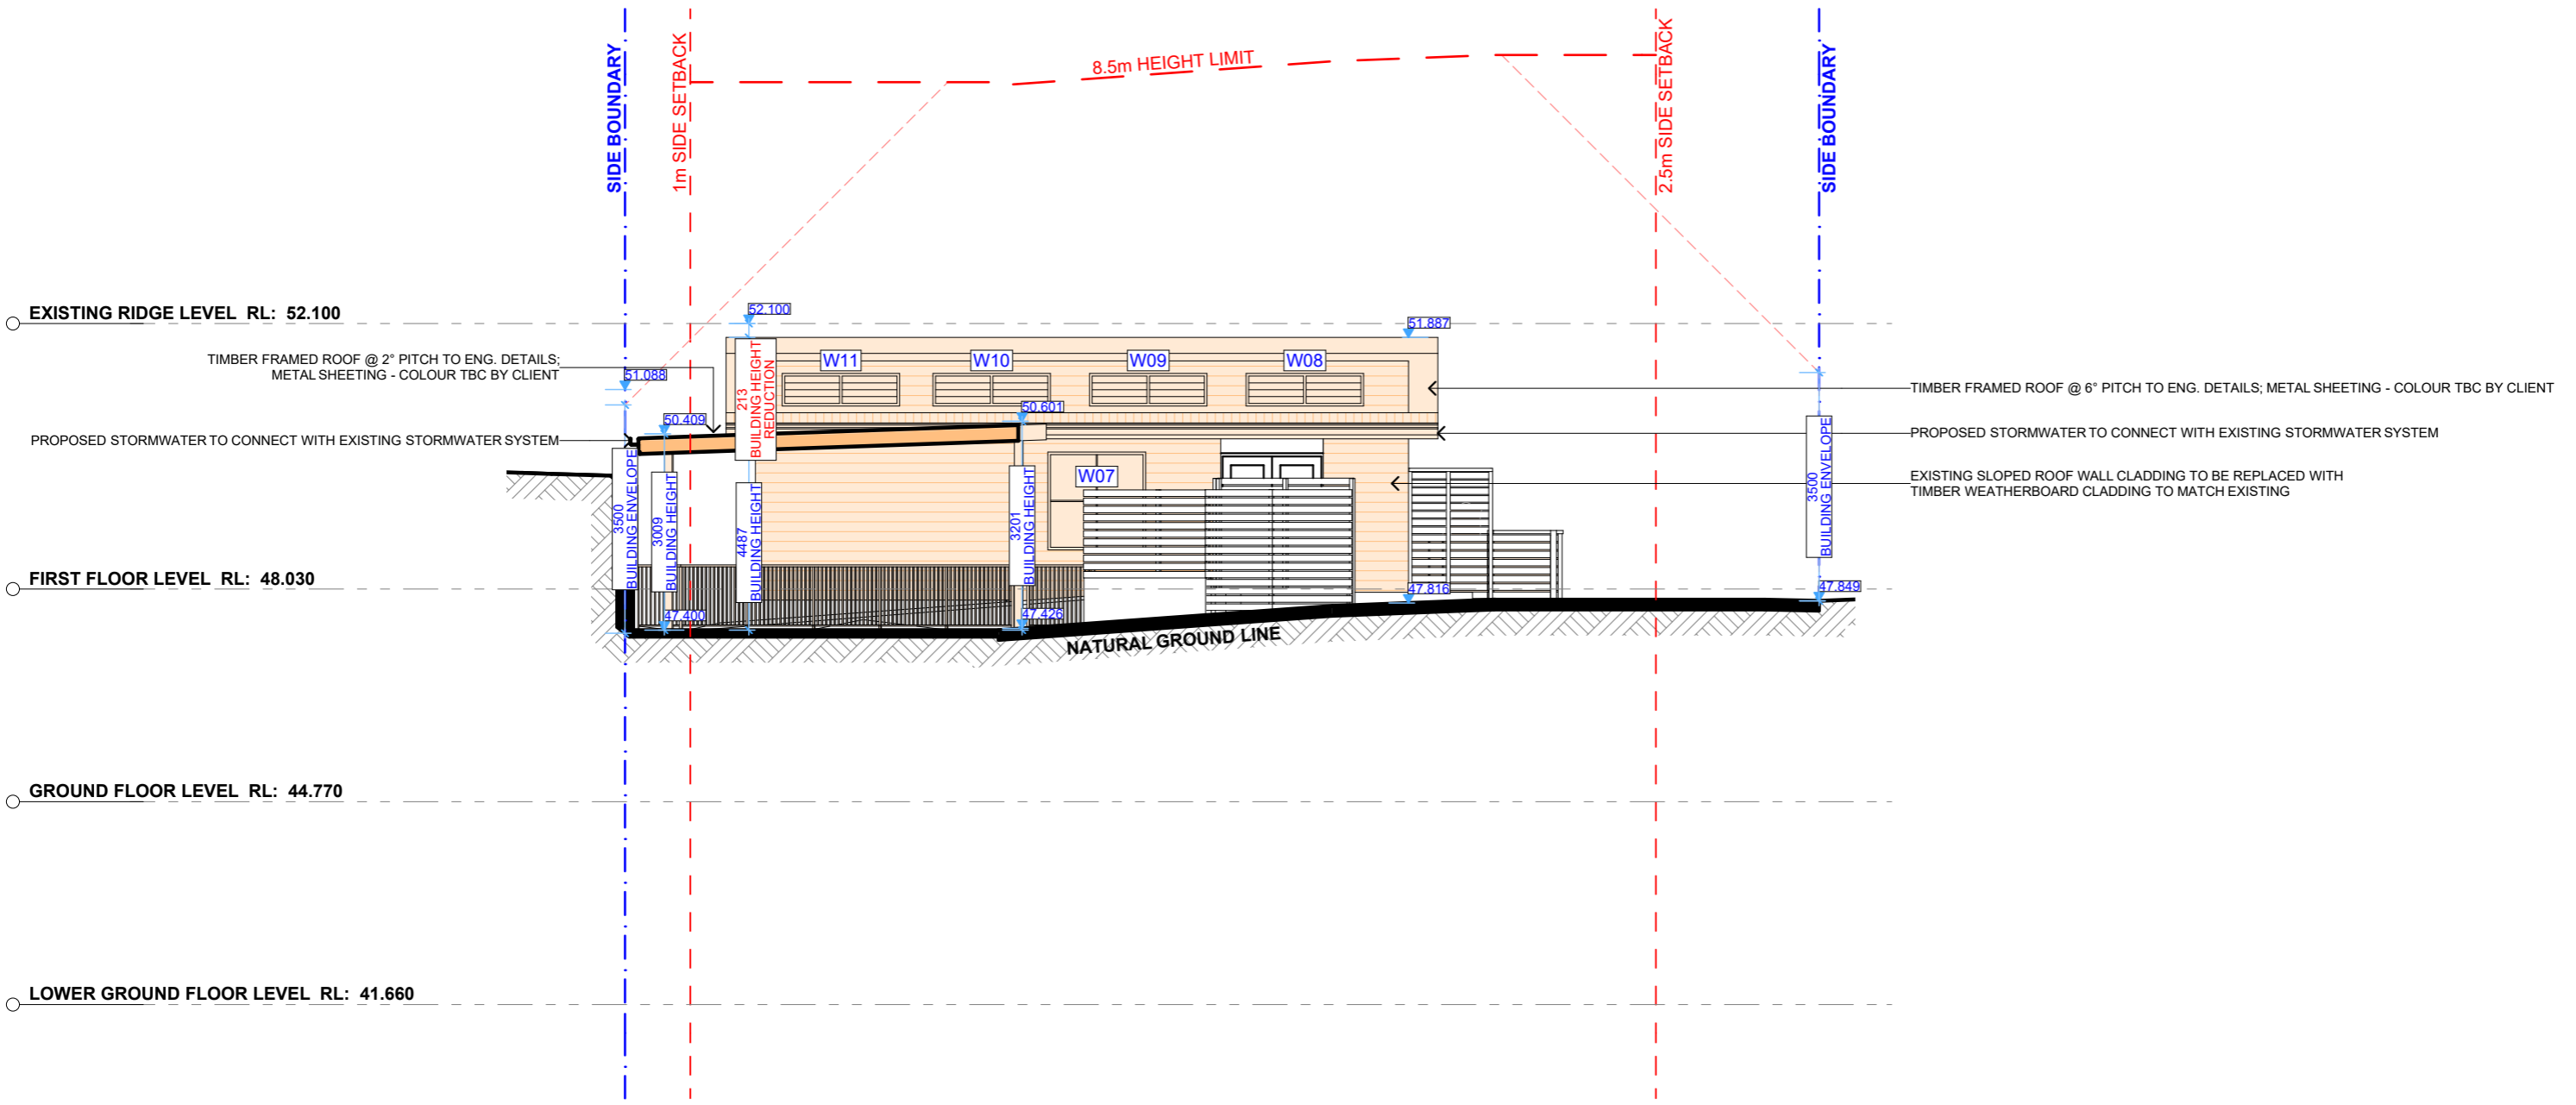 SIDE BOUNDARY
1m SIDE SETBACK
8.5m HEIGHT LIMIT
2.5m SIDE SETBACK
SIDE BOUNDARY
EXISTING RIDGE LEVEL RL: 52.100
52.100
51.887
TIMBER FRAMED ROOF @ 2° PITCH TO ENG. DETAILS;
METAL SHEETING - COLOUR TBC BY CLIENT
51.088
213
BUILDING HEIGHT
REDUCTION
W11
W10
W09
W08
TIMBER FRAMED ROOF @ 6° PITCH TO ENG. DETAILS; METAL SHEETING - COLOUR TBC BY CLIENT
50.409
50.601
PROPOSED STORMWATER TO CONNECT WITH EXISTING STORMWATER SYSTEM
PROPOSED STORMWATER TO CONNECT WITH EXISTING STORMWATER SYSTEM
W07
EXISTING SLOPED ROOF WALL CLADDING TO BE REPLACED WITH
TIMBER WEATHERBOARD CLADDING TO MATCH EXISTING
3500
BUILDING ENVELOPE
3009
BUILDING HEIGHT
4487
BUILDING HEIGHT
3201
BUILDING HEIGHT
3500
BUILDING ENVELOPE
FIRST FLOOR LEVEL RL: 48.030
47.400
47.426
47.816
47.849
NATURAL GROUND LINE
GROUND FLOOR LEVEL RL: 44.770
LOWER GROUND FLOOR LEVEL RL: 41.660